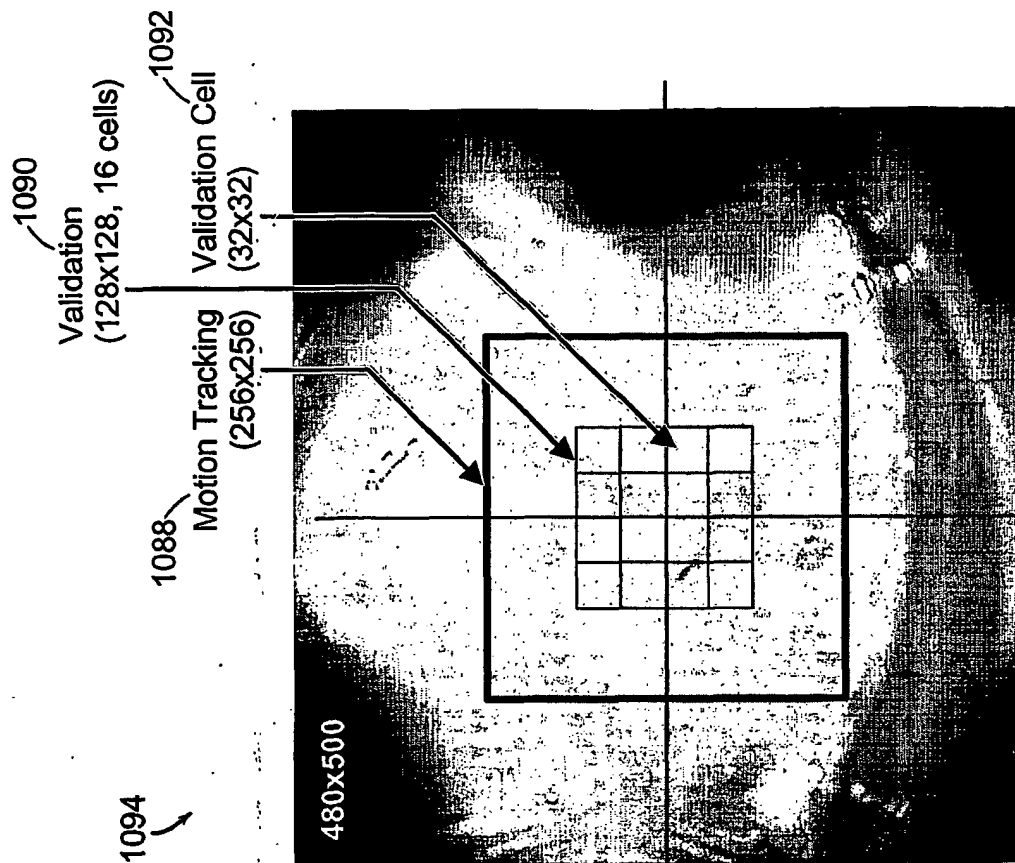 1094
1088
Motion Tracking
(256x256)
1090
Validation
(128x128, 16 cells)
1092
Validation Cell
(32x32)
480x500